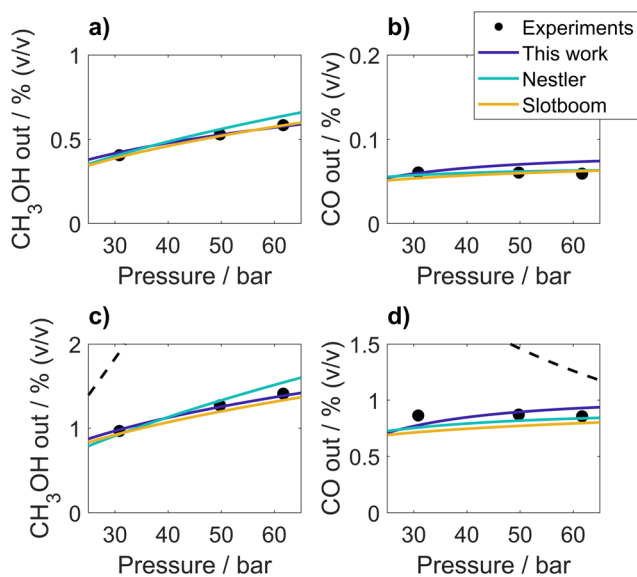 a)
CH₃OH out / % (v/v)
1
0.5
0
30 40 50 60
Pressure / bar
b)
CO out / % (v/v)
0.2
0.1
0
30 40 50 60
Pressure / bar
Experiments
This work
Nestler
Slotboom
c)
CH₃OH out / % (v/v)
2
1
0
30 40 50 60
Pressure / bar
d)
CO out / % (v/v)
1.5
1
0.5
0
30 40 50 60
Pressure / bar